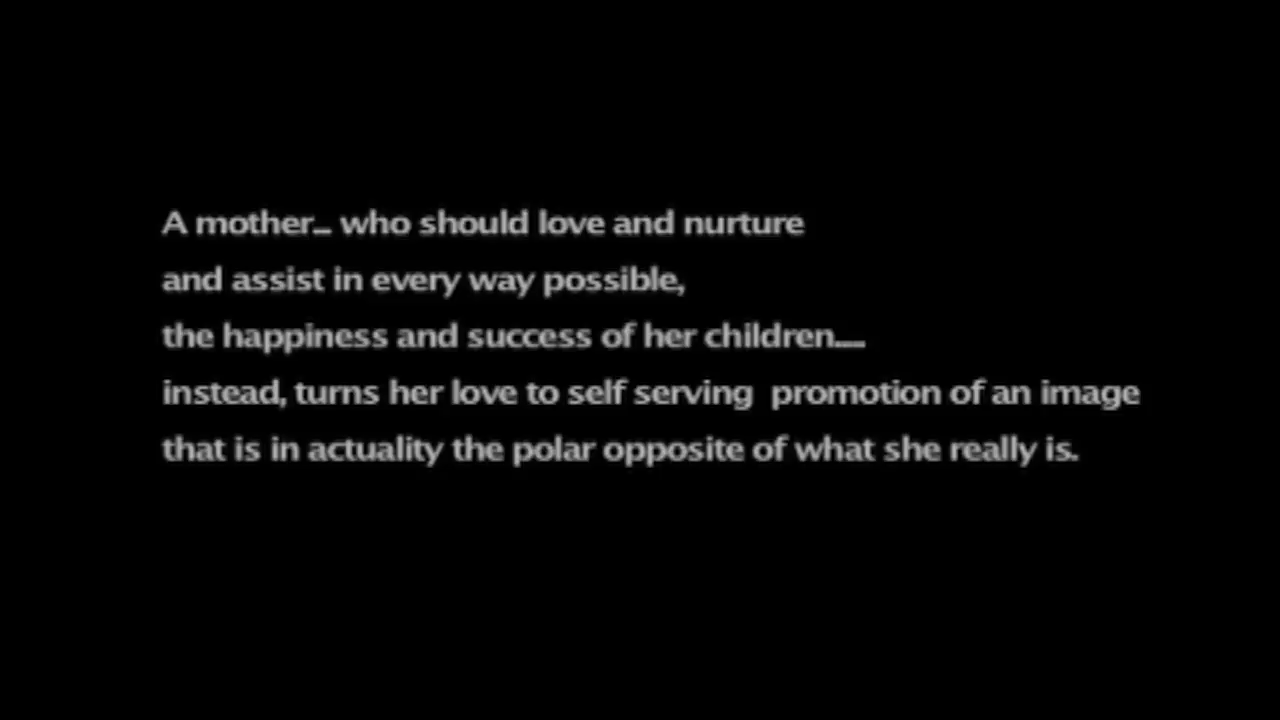 A mother... who should love and nurture
and assist in every way possible,
the happiness and success of her children.....
instead, turns her love to self serving  promotion of an image
that is in actuality the polar opposite of what she really is.